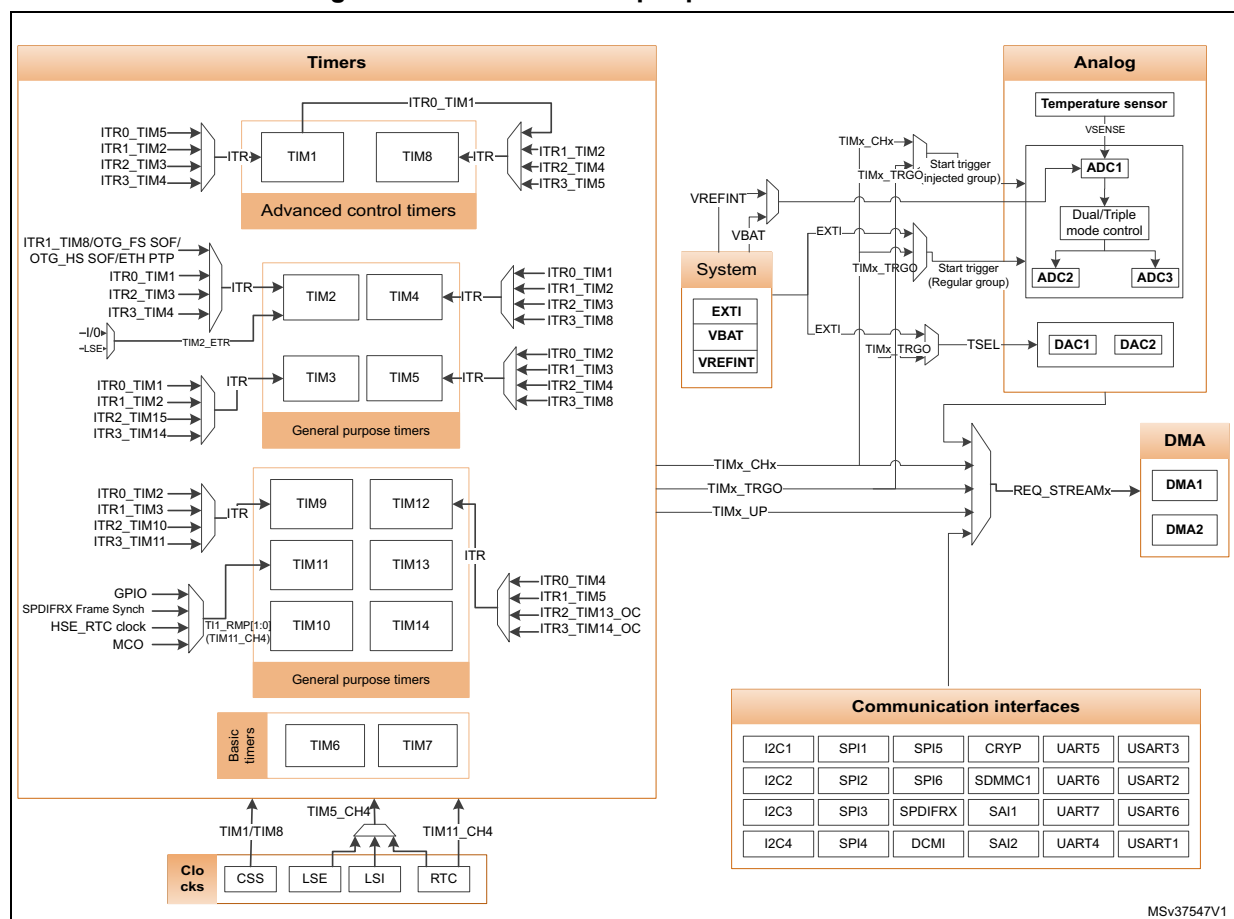 Timers
ITR0_TIM1
ITR0_TIM5
ITR1_TIM2
ITR2_TIM3
ITR3_TIM4
ITR
TIM1
TIM8
ITR
ITR1_TIM2
ITR2_TIM4
ITR3_TIM5
Advanced control timers
ITR1_TIM8/OTG_FS SOF/
OTG_HS SOF/ETH PTP
ITR0_TIM1
ITR2_TIM3
ITR3_TIM4
ITR
I/0
LSE
TIM2_ETR
TIM2
TIM4
ITR
ITR0_TIM1
ITR1_TIM2
ITR2_TIM3
ITR3_TIM8
ITR0_TIM1
ITR1_TIM2
ITR2_TIM15
ITR3_TIM14
ITR
TIM3
TIM5
ITR
ITR0_TIM2
ITR1_TIM3
ITR2_TIM4
ITR3_TIM8
General purpose timers
ITR0_TIM2
ITR1_TIM3
ITR2_TIM10
ITR3_TIM11
ITR
TIM9
TIM12
TIM11
TIM13
TIM10
TIM14
ITR
ITR0_TIM4
ITR1_TIM5
ITR2_TIM13_OC
ITR3_TIM14_OC
GPIO
SPDIFRX Frame Synch
HSE_RTC clock
MCO
TI1_RMP[1:0]
(TIM11_CH4)
General purpose timers
Basic
timers
TIM6
TIM7
TIM1/TIM8
TIM5_CH4
TIM11_CH4
Clo
cks
CSS
LSE
LSI
RTC
System
EXTI
VBAT
VREFINT
VREFINT
VBAT
EXTI
EXTI
TIMx_CHx
TIMx_TRGO
Start trigger
(injected group)
TIMx_TRGO
Start trigger
(Regular group)
TIMx_TRGO
TSEL
Analog
Temperature sensor
VSENSE
ADC1
Dual/Triple
mode control
ADC2
ADC3
DAC1
DAC2
TIMx_CHx
TIMx_TRGO
TIMx_UP
REQ_STREAMx
DMA
DMA1
DMA2
Communication interfaces
I2C1 SPI1 SPI5 CRYP UART5 USART3
I2C2 SPI2 SPI6 SDMMC1 UART6 USART2
I2C3 SPI3 SPDIFRX SAI1 UART7 USART6
I2C4 SPI4 DCMI SAI2 UART4 USART1
MSv37547V1